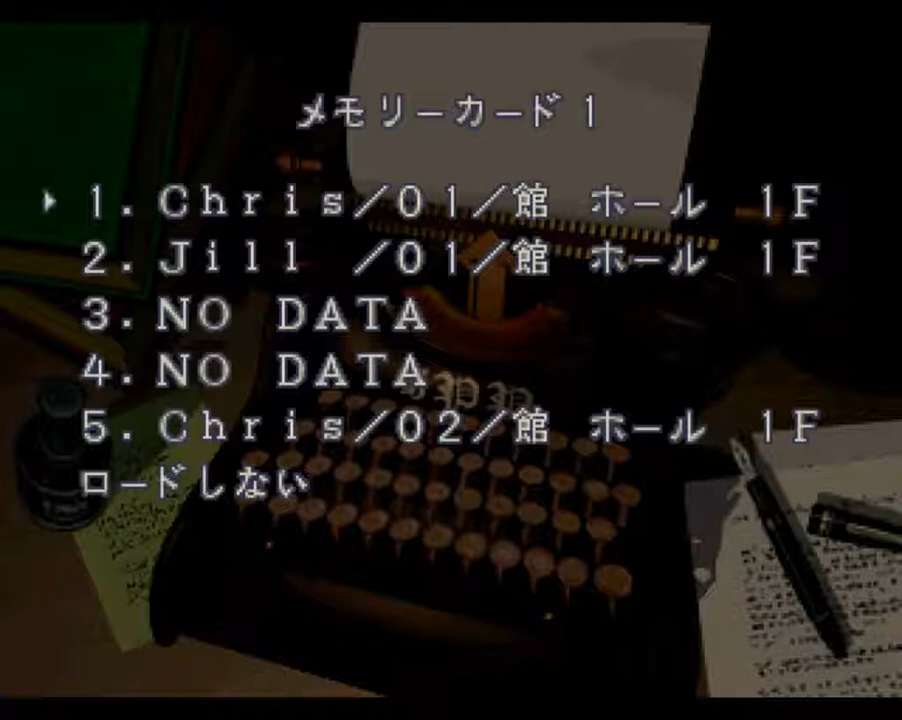 メモリーカード 1
1. Chris/01/館 ホール 1F
2. Jill /01/館 ホール 1F
3. NO DATA
4. NO DATA
5. Chris/02/館 ホール 1F
ロードしない